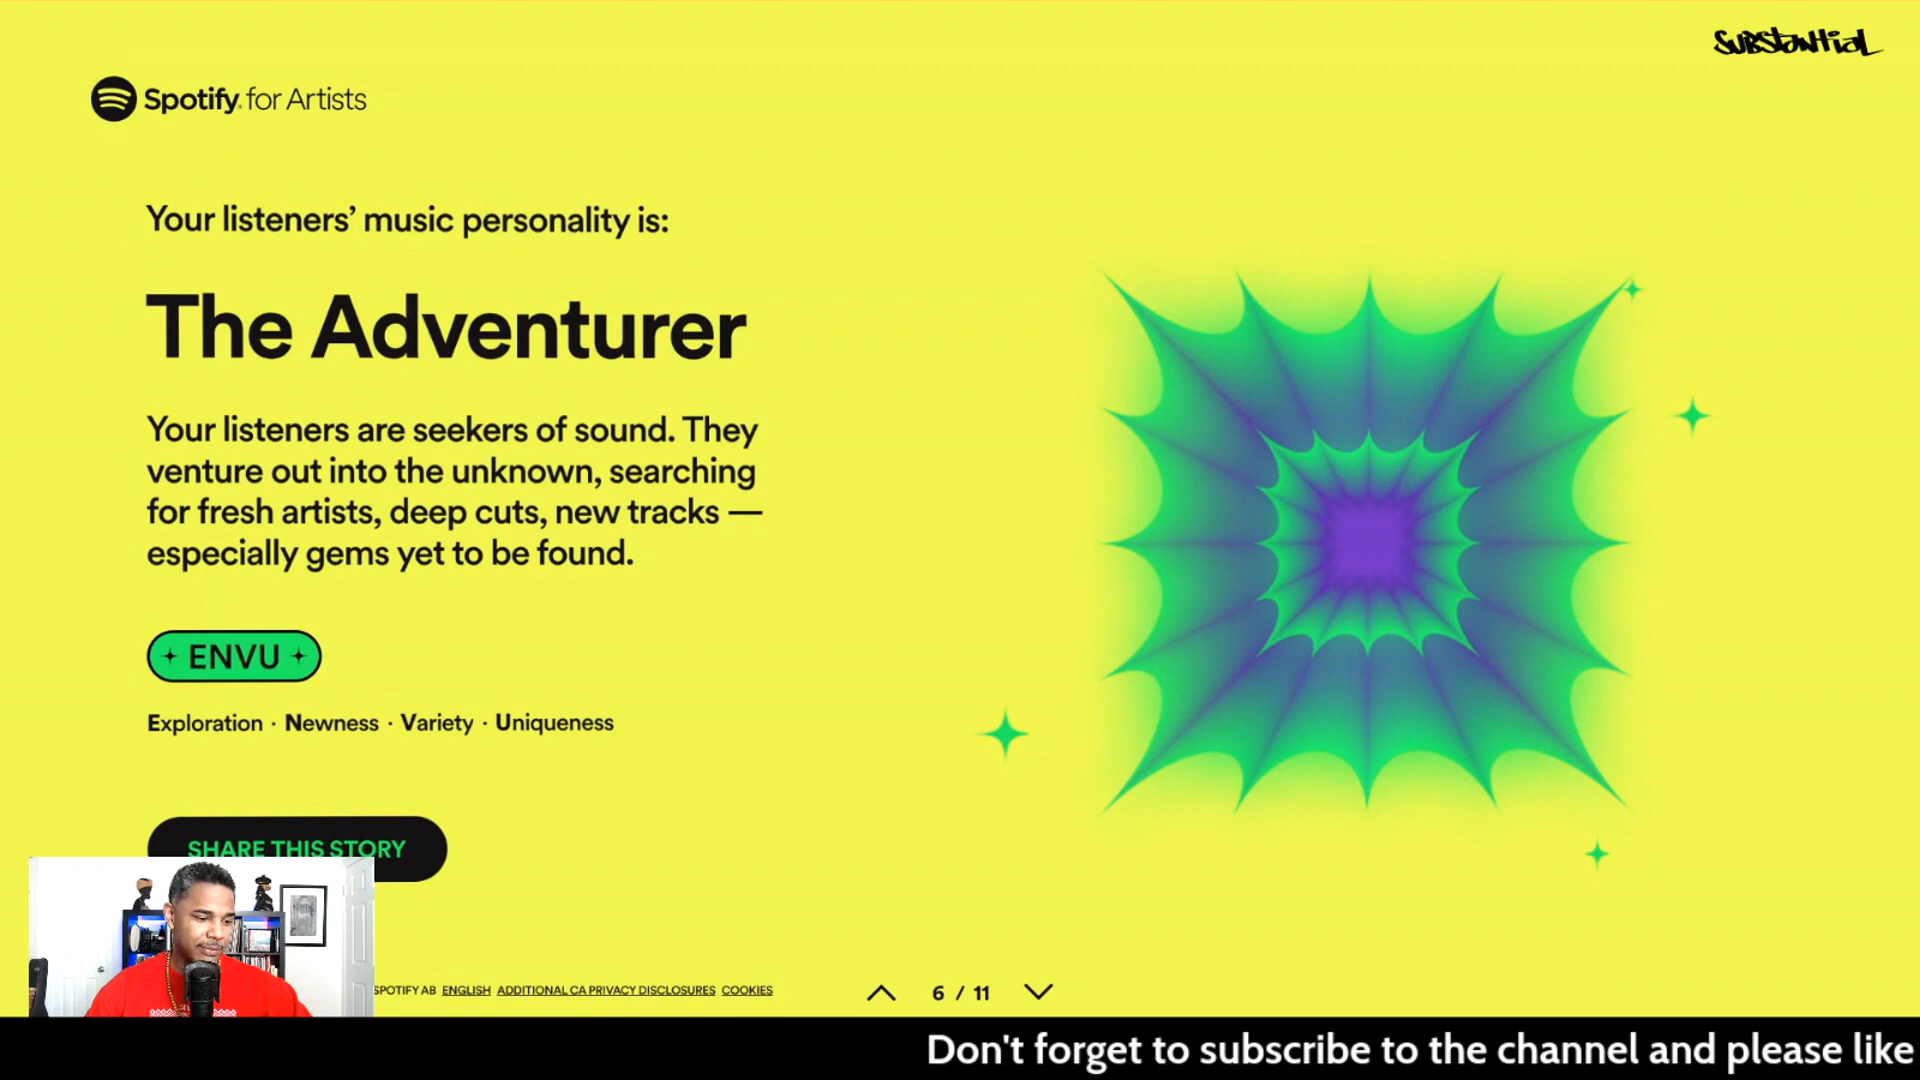 SUBSTANTIAL
Spotify for Artists
Your listeners’ music personality is:
The Adventurer
Your listeners are seekers of sound. They
venture out into the unknown, searching
for fresh artists, deep cuts, new tracks —
especially gems yet to be found.
ENVU
Exploration · Newness · Variety · Uniqueness
SHARE THIS STORY
SPOTIFY AB ENGLISH ADDITIONAL CA PRIVACY DISCLOSURES COOKIES
6 / 11
Don't forget to subscribe to the channel and please like